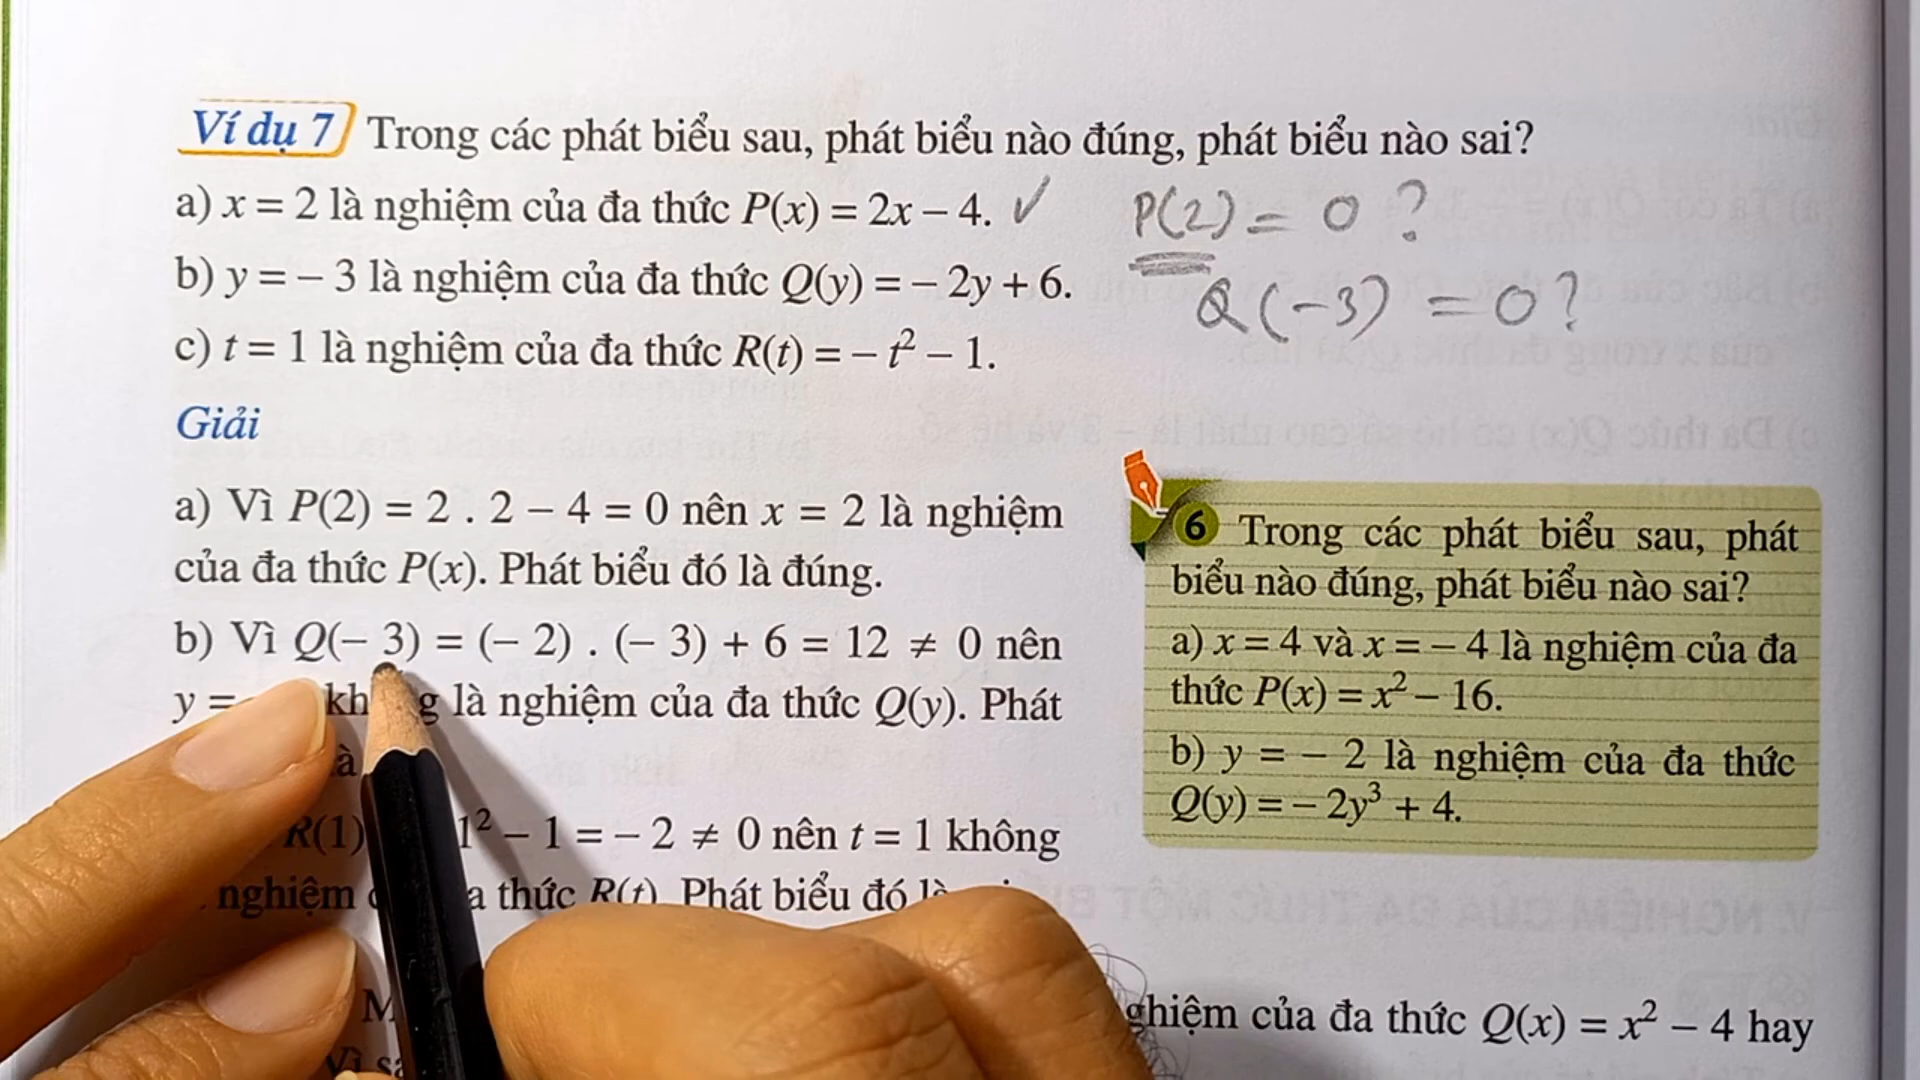 Ví dụ 7 Trong các phát biểu sau, phát biểu nào đúng, phát biểu nào sai?
a) x = 2 là nghiệm của đa thức P(x) = 2x – 4. ✓ P(2) = 0 ?
b) y = – 3 là nghiệm của đa thức Q(y) = – 2y + 6.
Q(-3) = 0?
c) t = 1 là nghiệm của đa thức R(t) = – t² – 1.
Giải
a) Vì P(2) = 2 . 2 – 4 = 0 nên x = 2 là nghiệm
của đa thức P(x). Phát biểu đó là đúng.
b) Vì Q(– 3) = (– 2) . (– 3) + 6 = 12 ≠ 0 nên
y = là nghiệm của đa thức Q(y). Phát
R(1) 1² – 1 = – 2 ≠ 0 nên t = 1 không
nghiệm thức R(t). Phát biểu đó
6 Trong các phát biểu sau, phát
biểu nào đúng, phát biểu nào sai?
a) x = 4 và x = – 4 là nghiệm của đa
thức P(x) = x² – 16.
b) y = – 2 là nghiệm của đa thức
Q(y) = – 2y³ + 4.
của đa thức Q(x) = x² – 4 hay